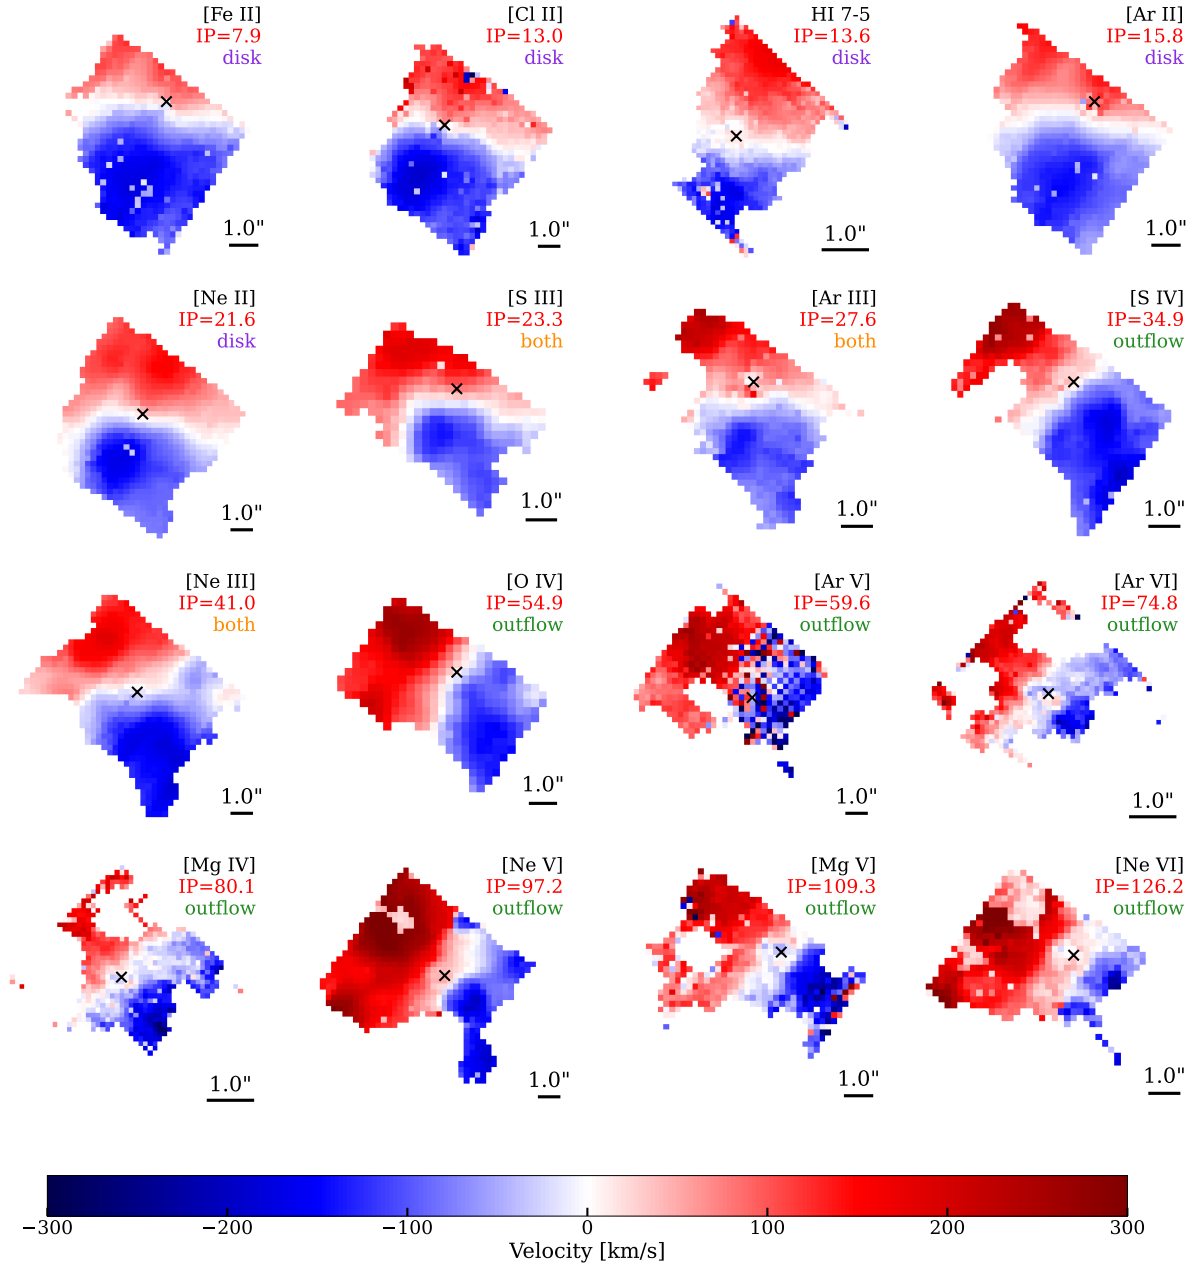 [Fe II]
IP=7.9
disk
1.0"
[Cl II]
IP=13.0
disk
1.0"
HI 7-5
IP=13.6
disk
1.0"
[Ar II]
IP=15.8
disk
1.0"
[Ne II]
IP=21.6
disk
1.0"
[S III]
IP=23.3
both
1.0"
[Ar III]
IP=27.6
both
1.0"
[S IV]
IP=34.9
outflow
1.0"
[Ne III]
IP=41.0
both
1.0"
[O IV]
IP=54.9
outflow
1.0"
[Ar V]
IP=59.6
outflow
1.0"
[Ar VI]
IP=74.8
outflow
1.0"
[Mg IV]
IP=80.1
outflow
1.0"
[Ne V]
IP=97.2
outflow
1.0"
[Mg V]
IP=109.3
outflow
1.0"
[Ne VI]
IP=126.2
outflow
1.0"
−300 −200 −100 0 100 200 300
Velocity [km/s]